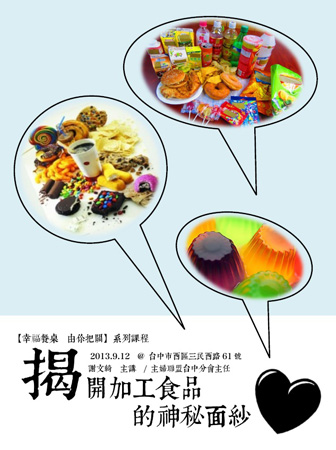 【幸福餐桌 由你把關】系列課程
2013.9.12 @ 台中市西區三民西路61號
謝文綺 主講 / 主婦聯盟台中分會主任
揭
開加工食品
的神秘面紗